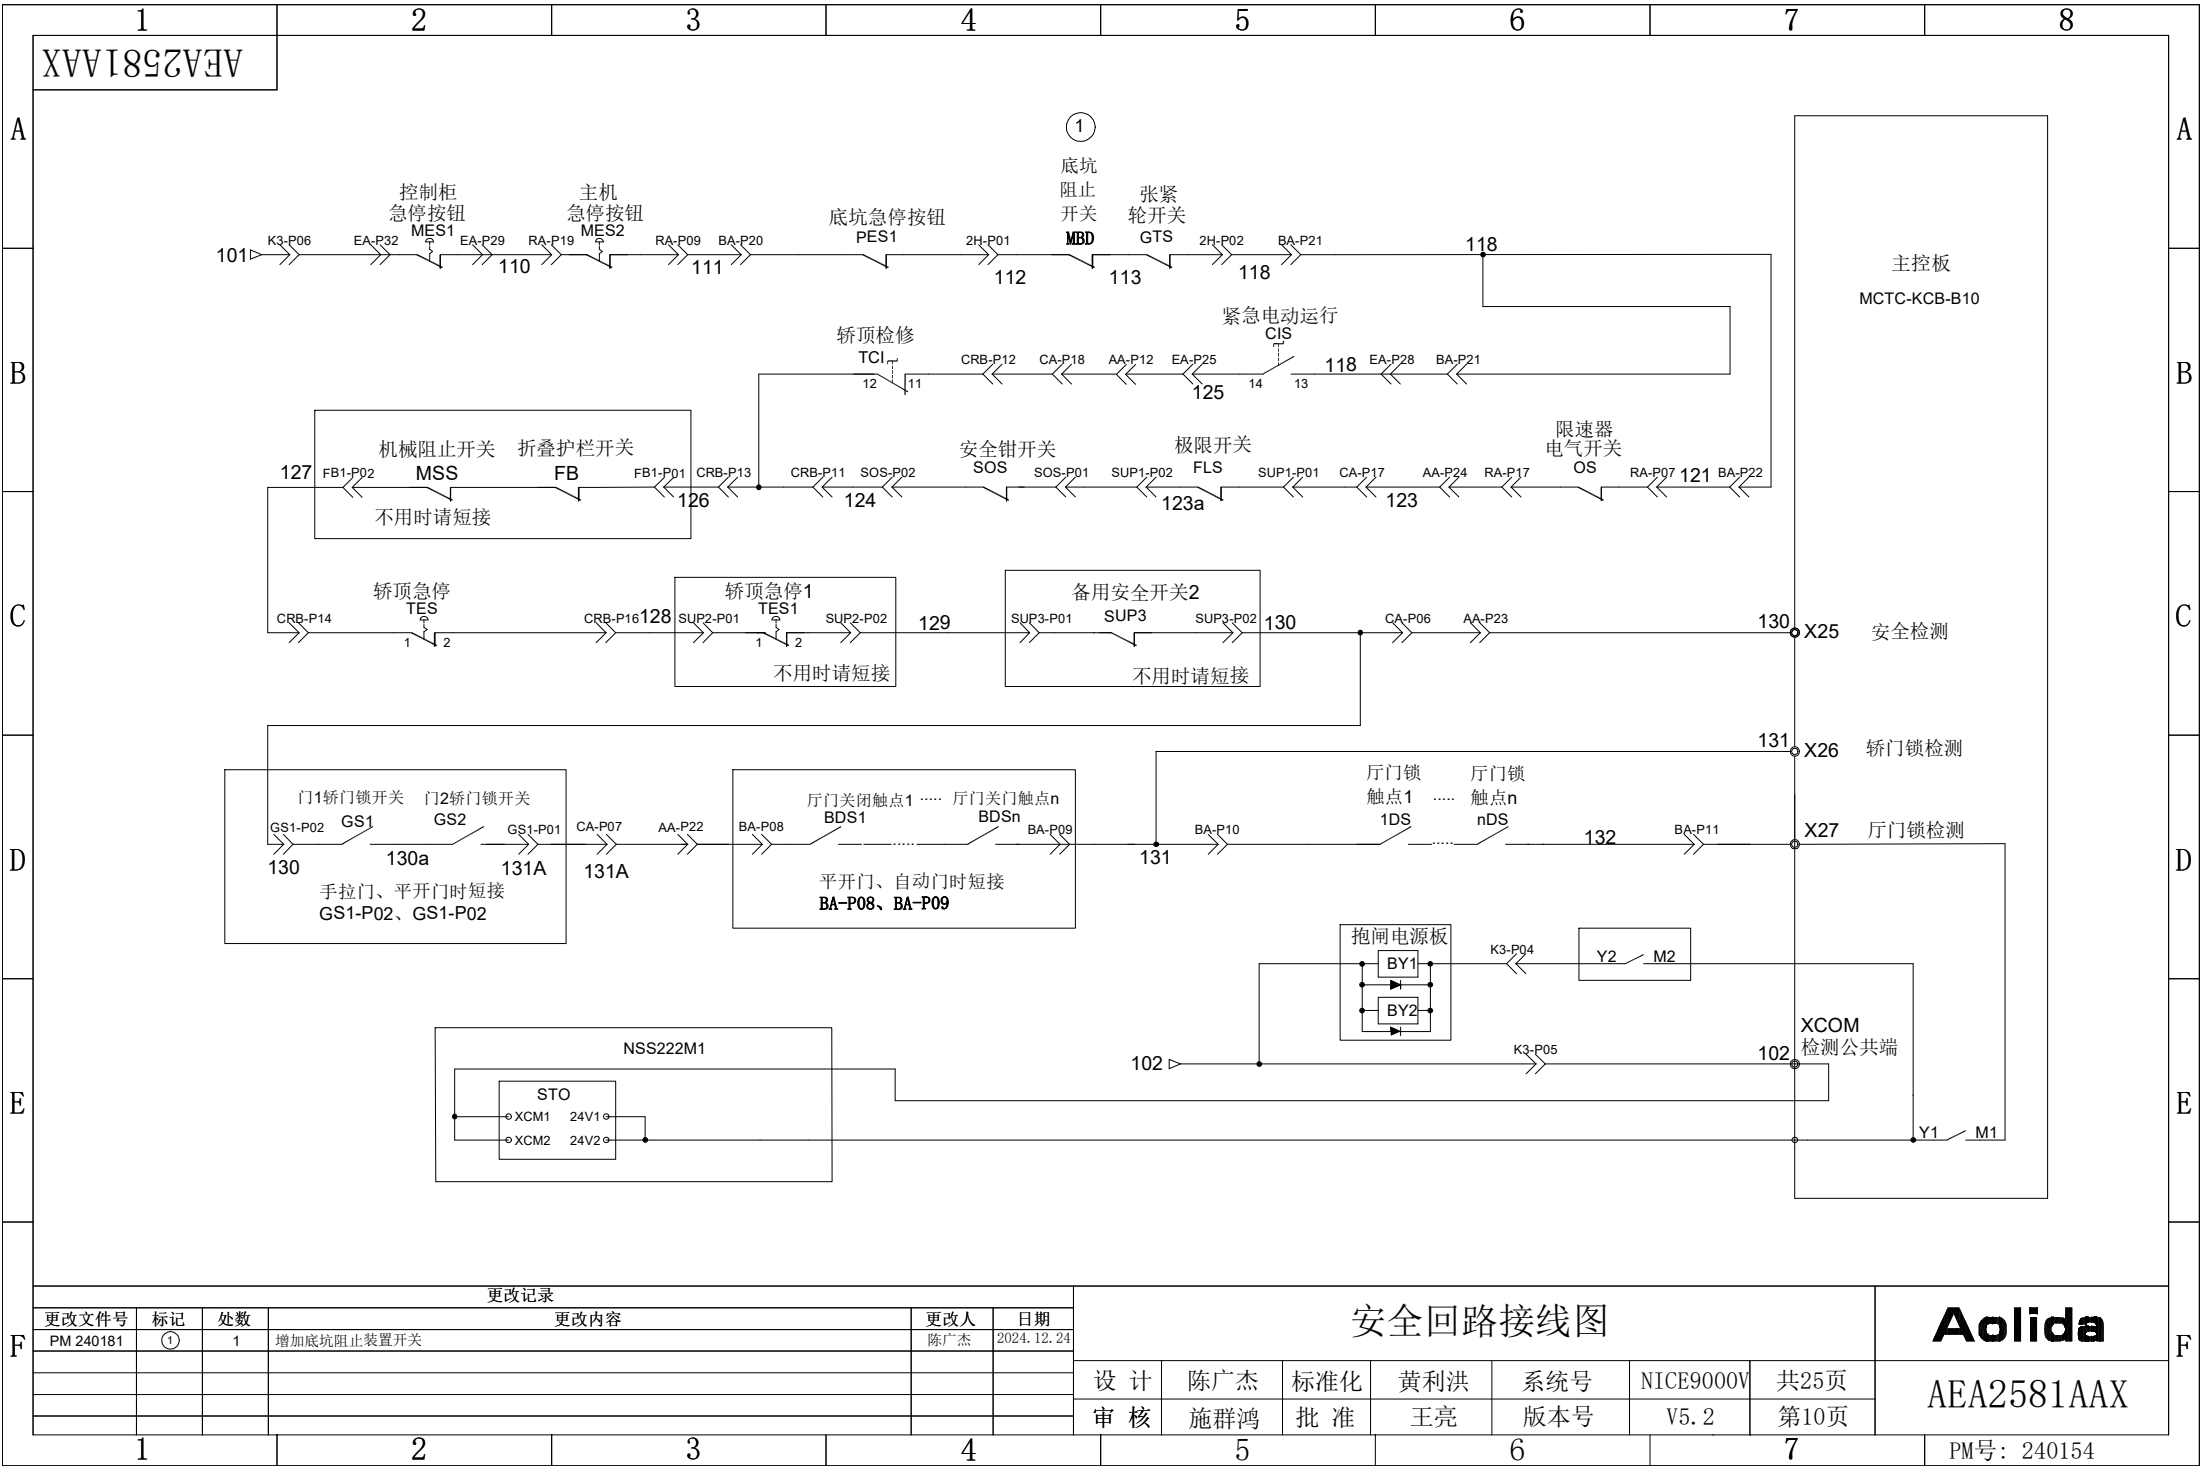 1 2 3 4 5 6 7 8
AEA2581AAX
A A
①
底坑
阻止
开关
MBD
控制柜
急停按钮
MES1
主机
急停按钮
MES2
底坑急停按钮
PES1
张紧
轮开关
GTS
101 K3-P06 EA-P32 EA-P29 RA-P19 RA-P09 BA-P20 2H-P01 2H-P02 BA-P21 118
110 111 112 113 118
主控板
MCTC-KCB-B10
B B
轿顶检修
TCI
紧急电动运行
CIS
CRB-P12 CA-P18 AA-P12 EA-P25 118 EA-P28 BA-P21
12 11 125 14 13
机械阻止开关
MSS
折叠护栏开关
FB
安全钳开关
SOS
极限开关
FLS
限速器
电气开关
OS
127 FB1-P02 FB1-P01 CRB-P13 CRB-P11 SOS-P02 SOS-P01 SUP1-P02 SUP1-P01 CA-P17 AA-P24 RA-P17 RA-P07 121 BA-P22
126 124 123a 123
不用时请短接
C C
轿顶急停
TES
轿顶急停1
TES1
备用安全开关2
SUP3
CRB-P14 CRB-P16 128 SUP2-P01 SUP2-P02 129 SUP3-P01 SUP3-P02 130 CA-P06 AA-P23 130 X25 安全检测
1 2 1 2
不用时请短接
不用时请短接
131 X26 轿门锁检测
D D
门1轿门锁开关
GS1
门2轿门锁开关
GS2
厅门关闭触点1 ····· 厅门关门触点n
BDS1 BDSn
厅门锁
触点1
1DS
·····
厅门锁
触点n
nDS
GS1-P02 GS1-P01 CA-P07 AA-P22 BA-P08 BA-P09 BA-P10 132 BA-P11 X27 厅门锁检测
130 130a 131A 131A 131
手拉门、平开门时短接
GS1-P02、GS1-P02
平开门、自动门时短接
BA-P08、BA-P09
抱闸电源板
BY1
BY2
K3-P04
Y2 M2
E E
NSS222M1
STO
XCM1 24V1
XCM2 24V2
102 K3-P05 102
XCOM
检测公共端
Y1 M1
F F
更改记录
更改文件号 标记 处数 更改内容 更改人 日期
PM 240181 ① 1 增加底坑阻止装置开关 陈广杰 2024.12.24
安全回路接线图
设 计 陈广杰 标准化 黄利洪 系统号 NICE9000V 共25页
审 核 施群鸿 批 准 王亮 版本号 V5.2 第10页
Aolida
AEA2581AAX
1 2 3 4 5 6 7
PM号: 240154